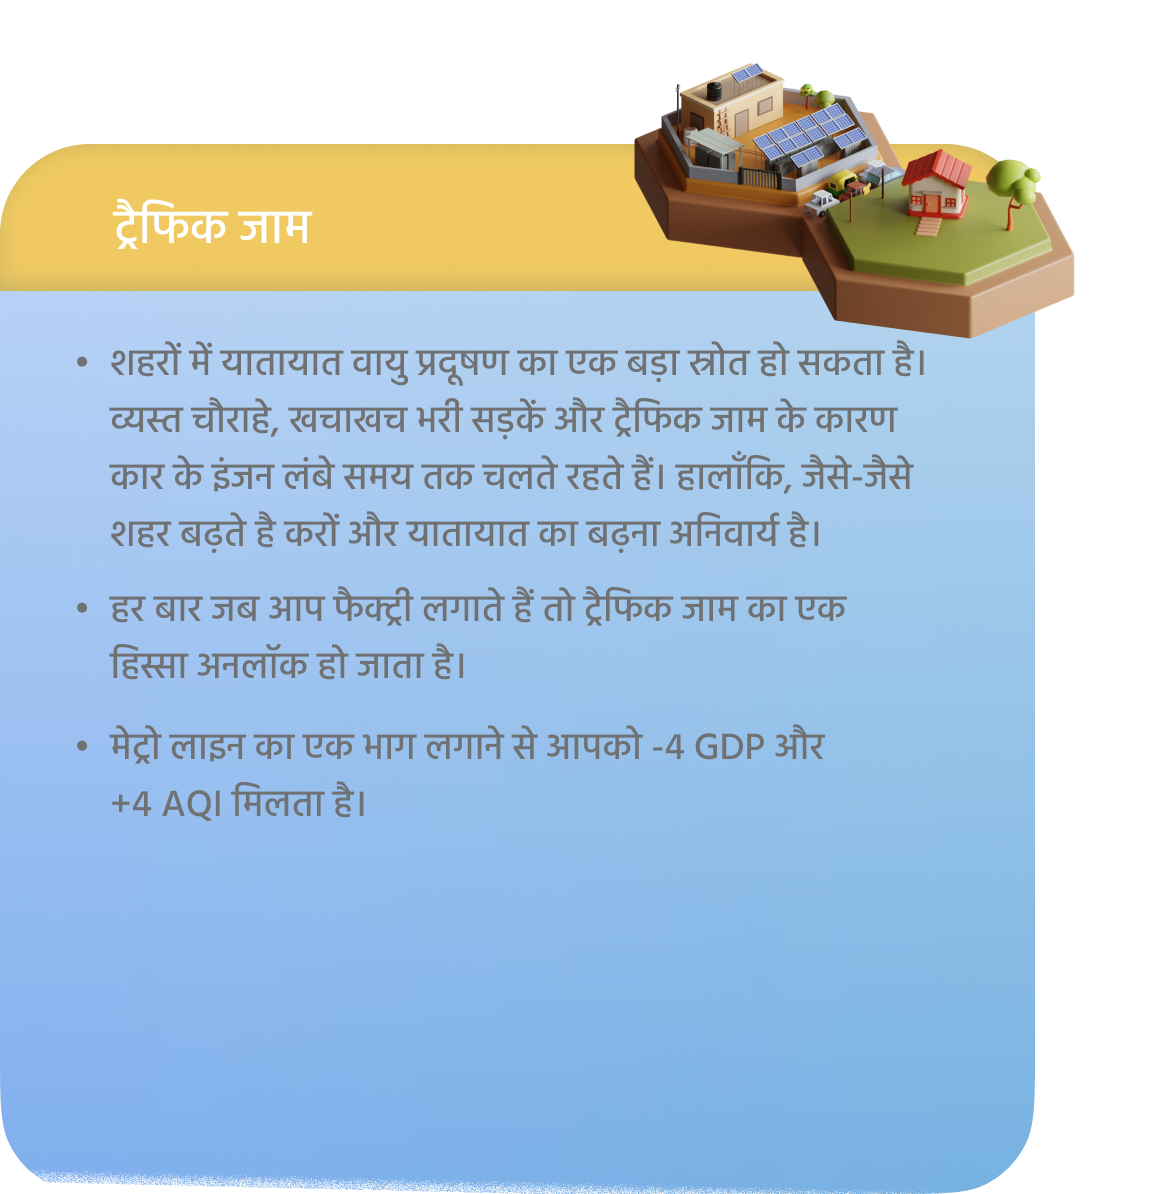 ट्रैफिक जाम
• शहरों में यातायात वायु प्रदूषण का एक बड़ा स्रोत हो सकता है।
व्यस्त चौराहे, खचाखच भरी सड़कें और ट्रैफिक जाम के कारण
कार के इंजन लंबे समय तक चलते रहते हैं। हालाँकि, जैसे-जैसे
शहर बढ़ते है करों और यातायात का बढ़ना अनिवार्य है।
• हर बार जब आप फैक्ट्री लगाते हैं तो ट्रैफिक जाम का एक
हिस्सा अनलॉक हो जाता है।
• मेट्रो लाइन का एक भाग लगाने से आपको -4 GDP और
+4 AQI मिलता है।